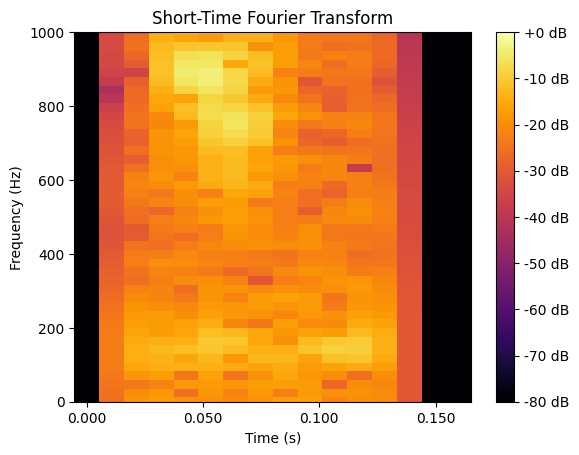 Short-Time Fourier Transform
1000
800
600
400
200
0
Frequency (Hz)
0.000
0.050
0.100
0.150
Time (s)
+0 dB
-10 dB
-20 dB
-30 dB
-40 dB
-50 dB
-60 dB
-70 dB
-80 dB